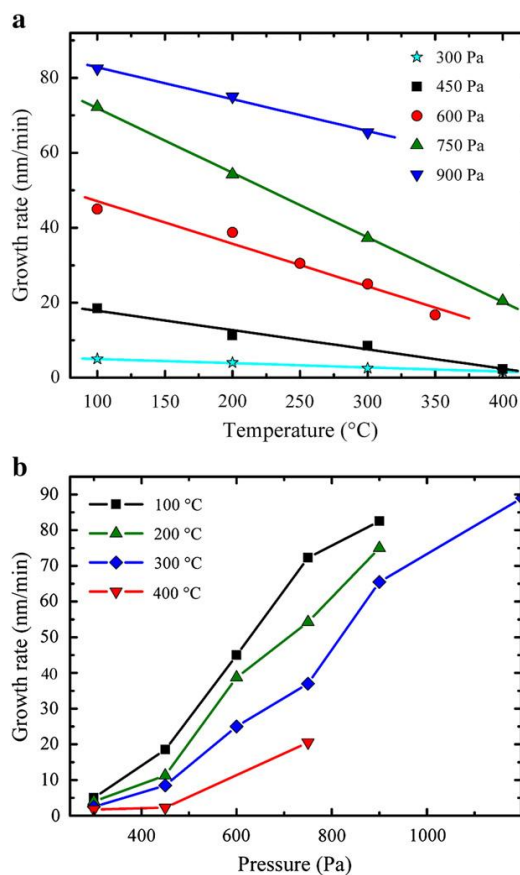 a
80
60
40
20
0
Growth rate (nm/min)
300 Pa
450 Pa
600 Pa
750 Pa
900 Pa
100 150 200 250 300 350 400
Temperature (°C)
b
90
80
70
60
50
40
30
20
10
0
Growth rate (nm/min)
100 °C
200 °C
300 °C
400 °C
400 600 800 1000
Pressure (Pa)